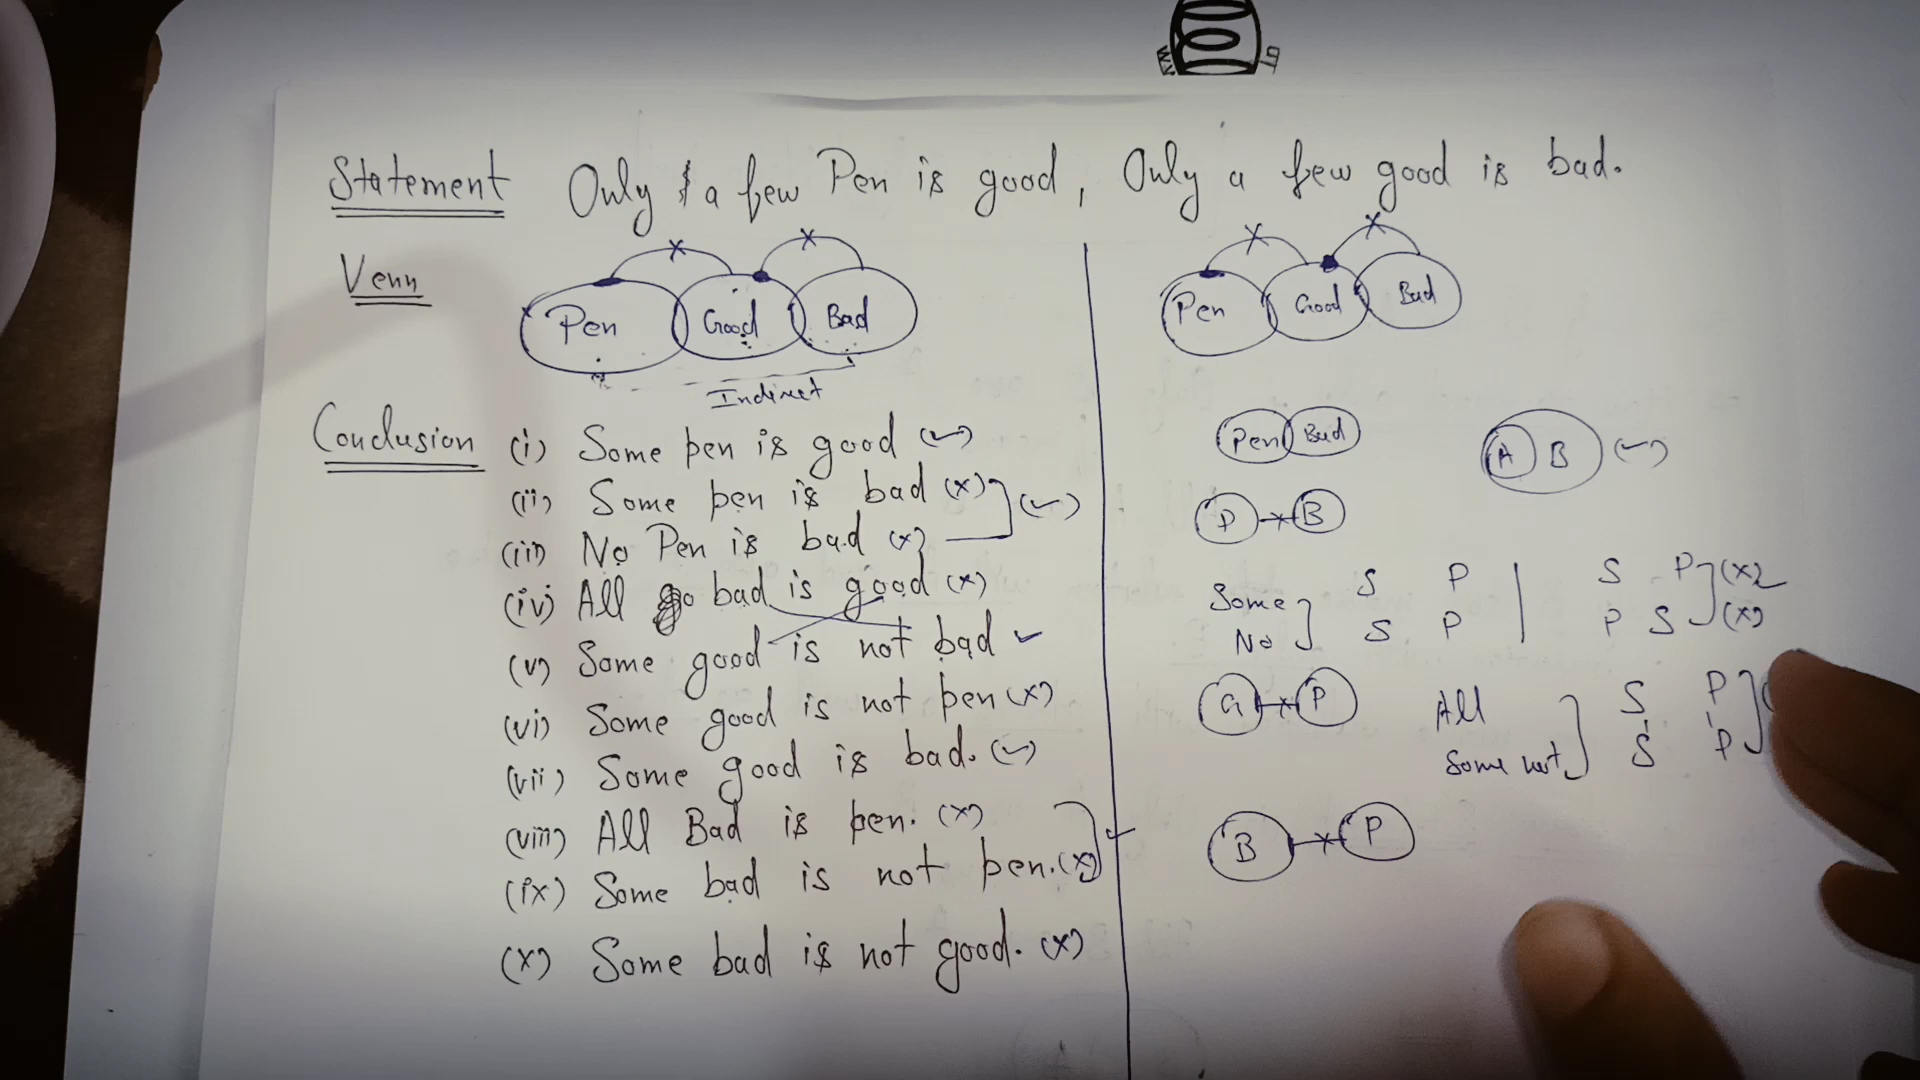 Statement Only a few Pen is good, Only a few good is bad.
Venn
Pen Good Bad
Indirect
Pen Good Bad
Conclusion (i) Some pen is good (✓)
(ii) Some pen is bad (x)
(iii) No Pen is bad (x) ] (✓)
(iv) All bad is good (x)
(v) Some good is not bad ✓
(vi) Some good is not pen (x)
(vii) Some good is bad. (✓)
(viii) All Bad is pen. (x)
(ix) Some bad is not pen. (x) ] ✓
(x) Some bad is not good. (x)
Pen Bad
A B (✓)
P x B
Some S P | S P (x)
No S P | P S (x)
G x P
All S P
Some not S P
B x P